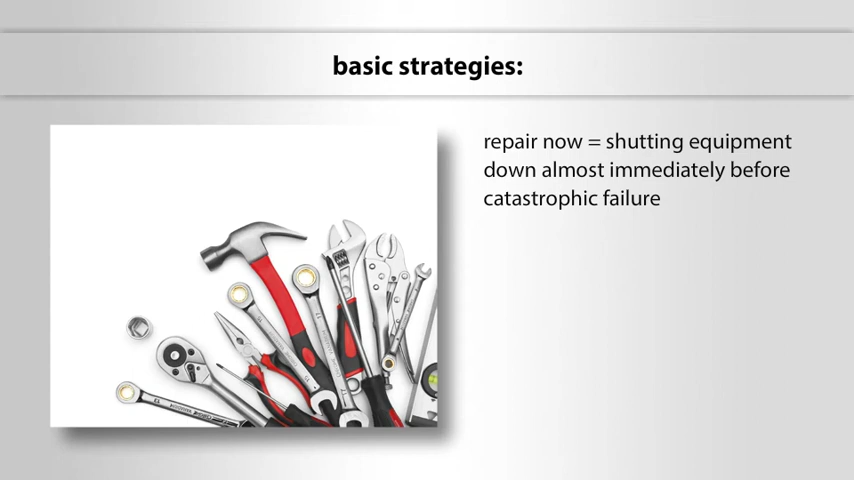 basic strategies:
repair now = shutting equipment
down almost immediately before
catastrophic failure